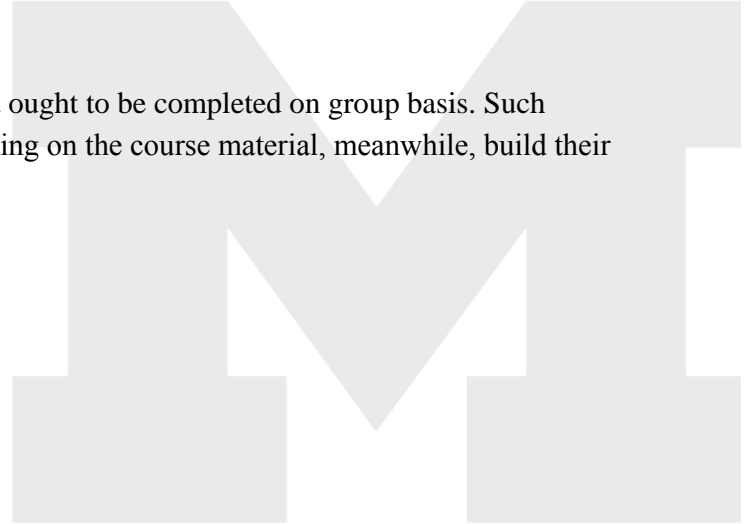 ought to be completed on group basis. Such
ing on the course material, meanwhile, build their